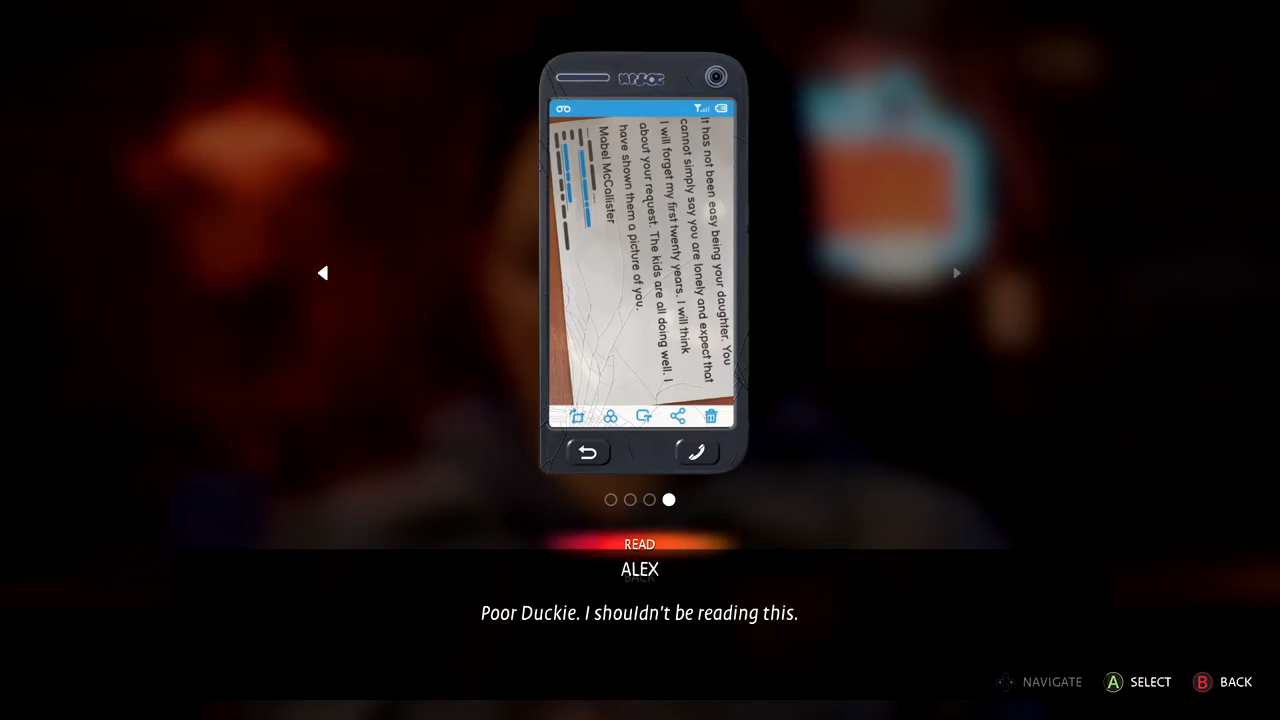 It has not been easy being your daughter. You
cannot simply say you are lonely and expect that
I will forget my first twenty years. I will think
about your request. The kids are all doing well. I
have shown them a picture of you.
Mabel McCallister
READ
ALEX
BACK
Poor Duckie. I shouldn't be reading this.
NAVIGATE
A SELECT
B BACK